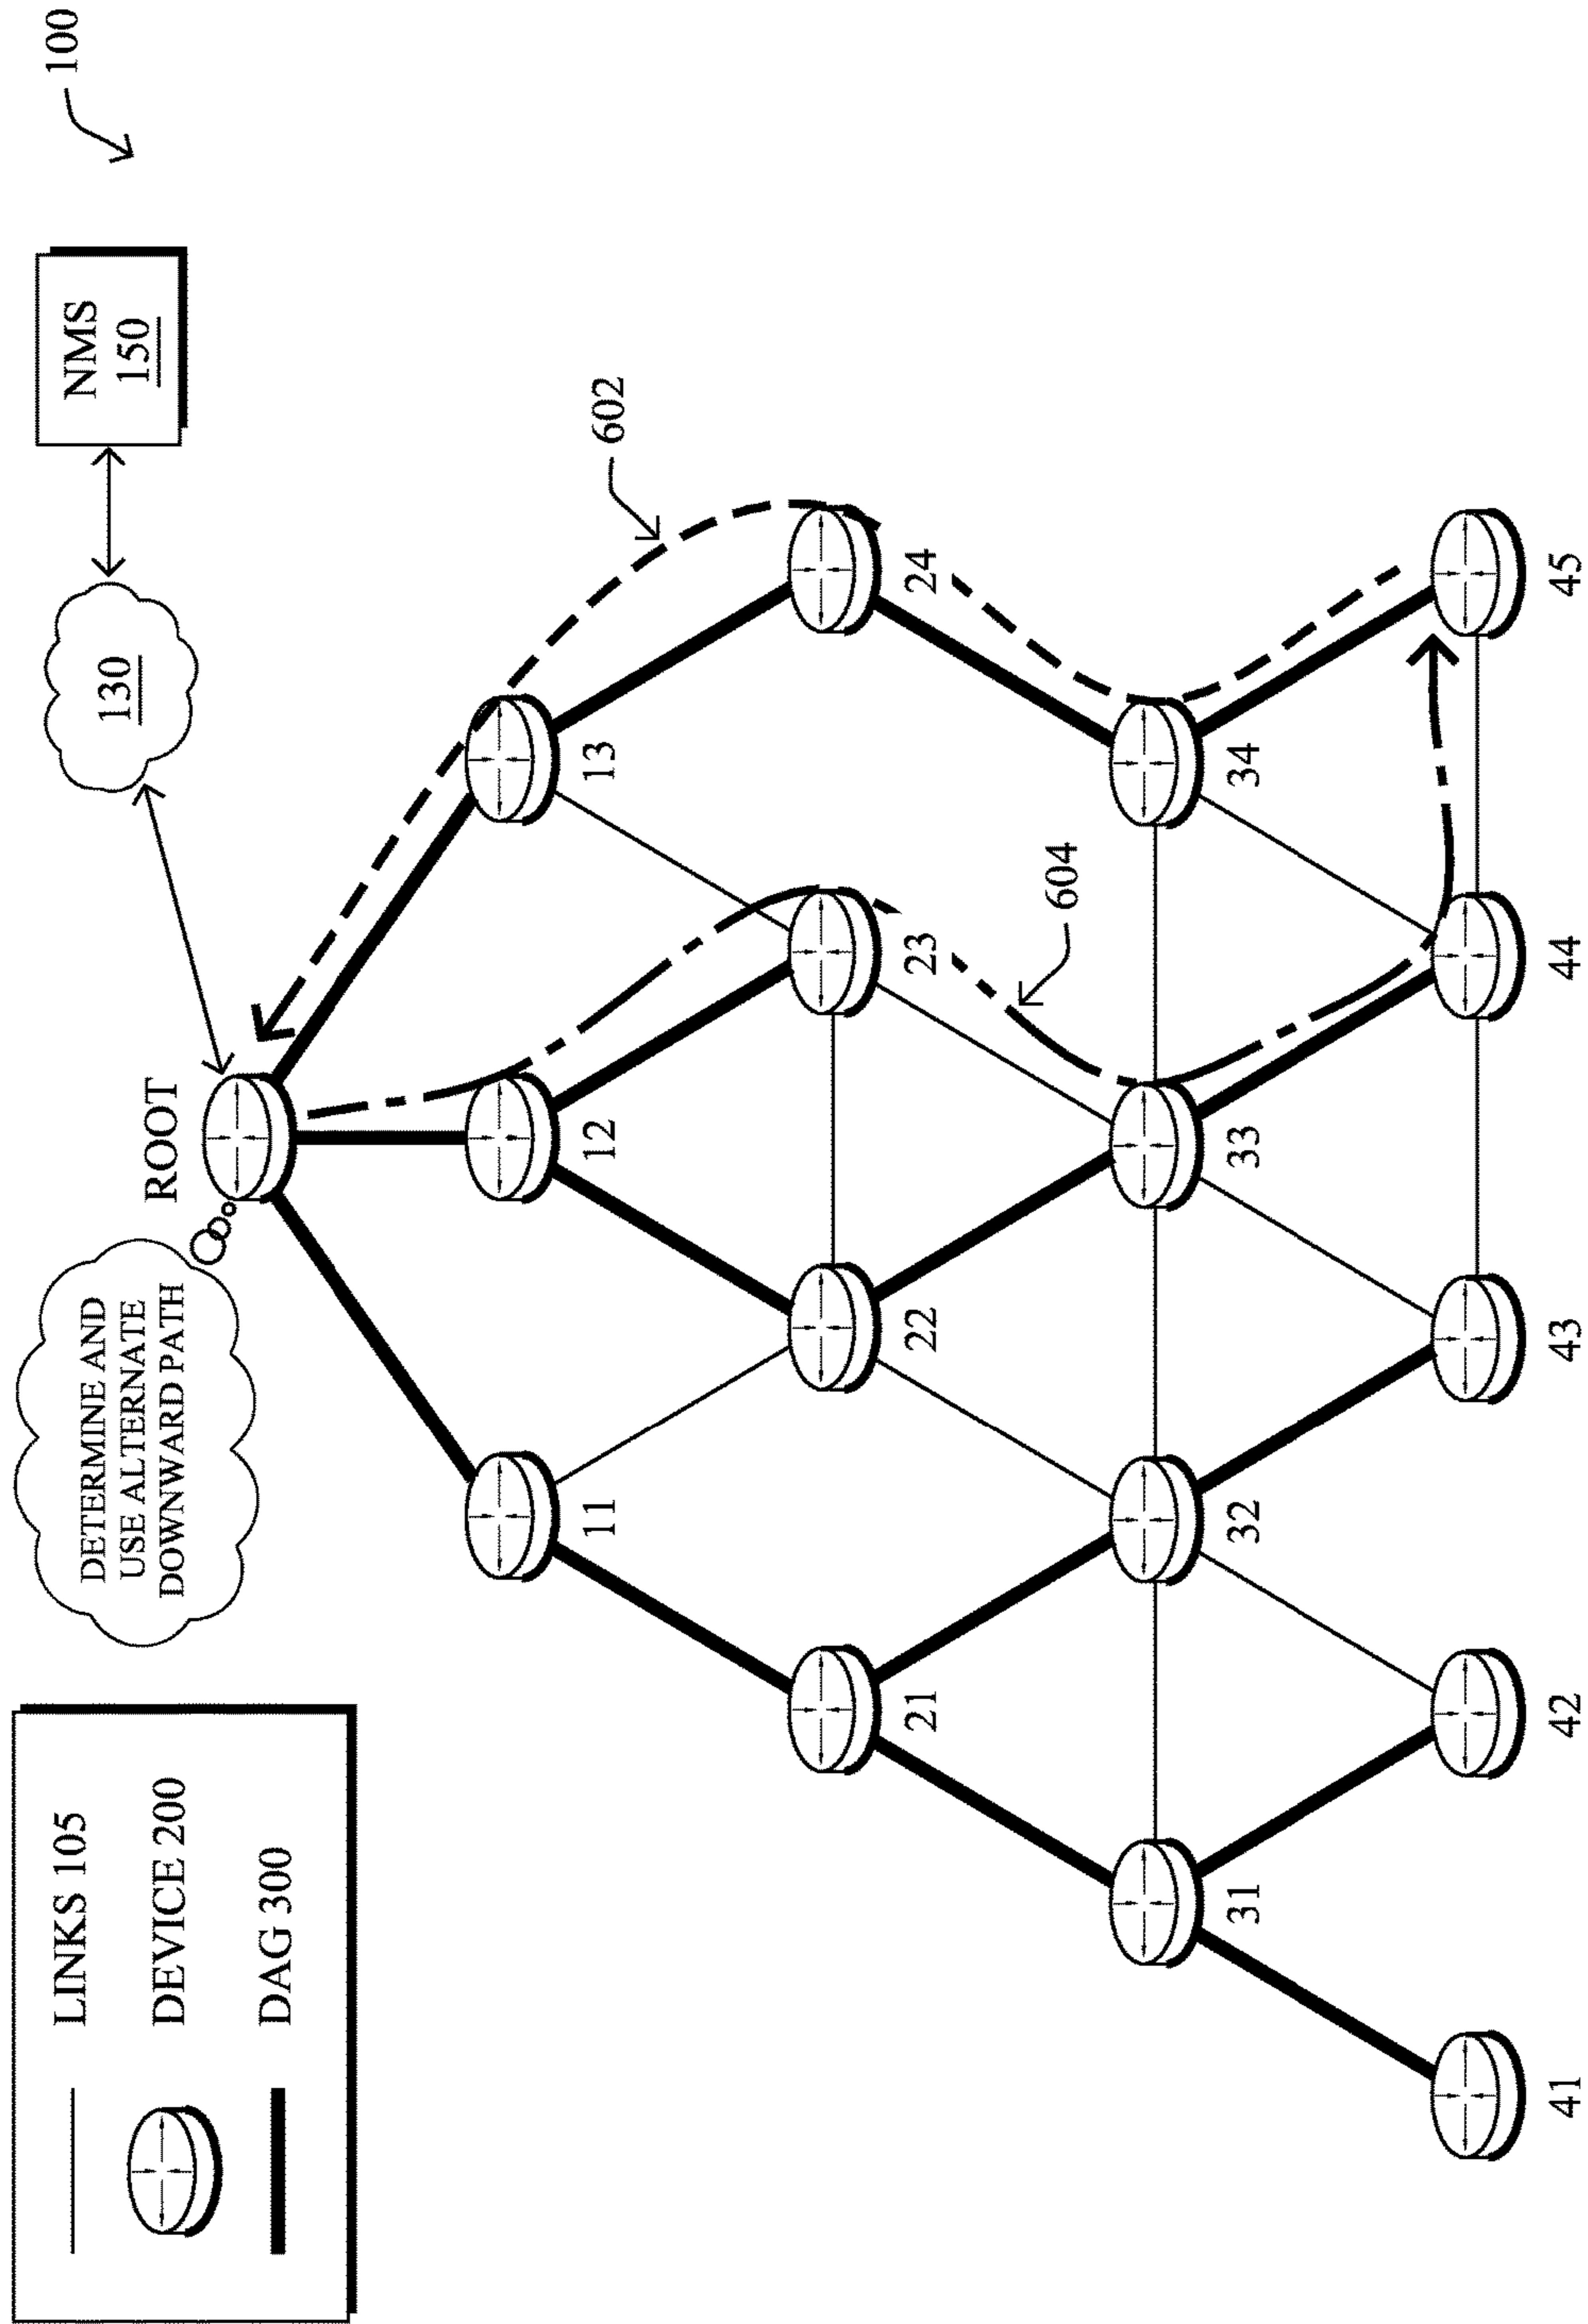 LINKS 105
DEVICE 200
DAG 300
DETERMINE AND
USE ALTERNATE
DOWNWARD PATH
ROOT
130
NMS
150
100
11
12
13
602
21
22
23
24
604
31
32
33
34
41
42
43
44
45